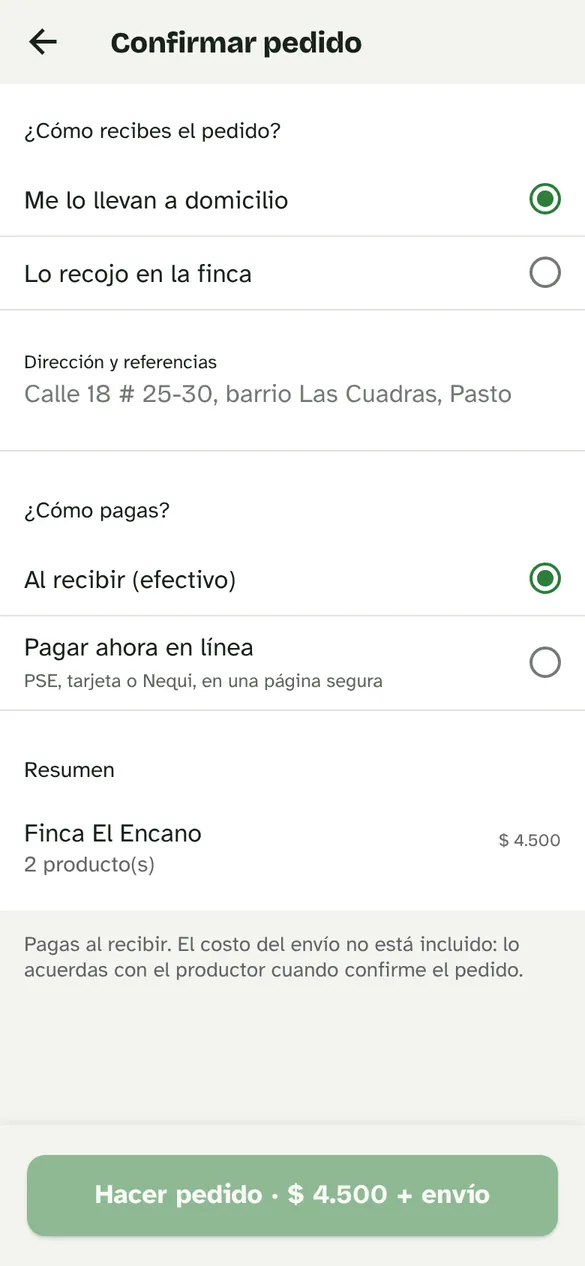 Confirmar pedido
¿Cómo recibes el pedido?
Me lo llevan a domicilio
Lo recojo en la finca
Dirección y referencias
Calle 18 # 25-30, barrio Las Cuadras, Pasto
¿Cómo pagas?
Al recibir (efectivo)
Pagar ahora en línea
PSE, tarjeta o Nequi, en una página segura
Resumen
Finca El Encano
$ 4.500
2 producto(s)
Pagas al recibir. El costo del envío no está incluido: lo
acuerdas con el productor cuando confirme el pedido.
Hacer pedido · $ 4.500 + envío